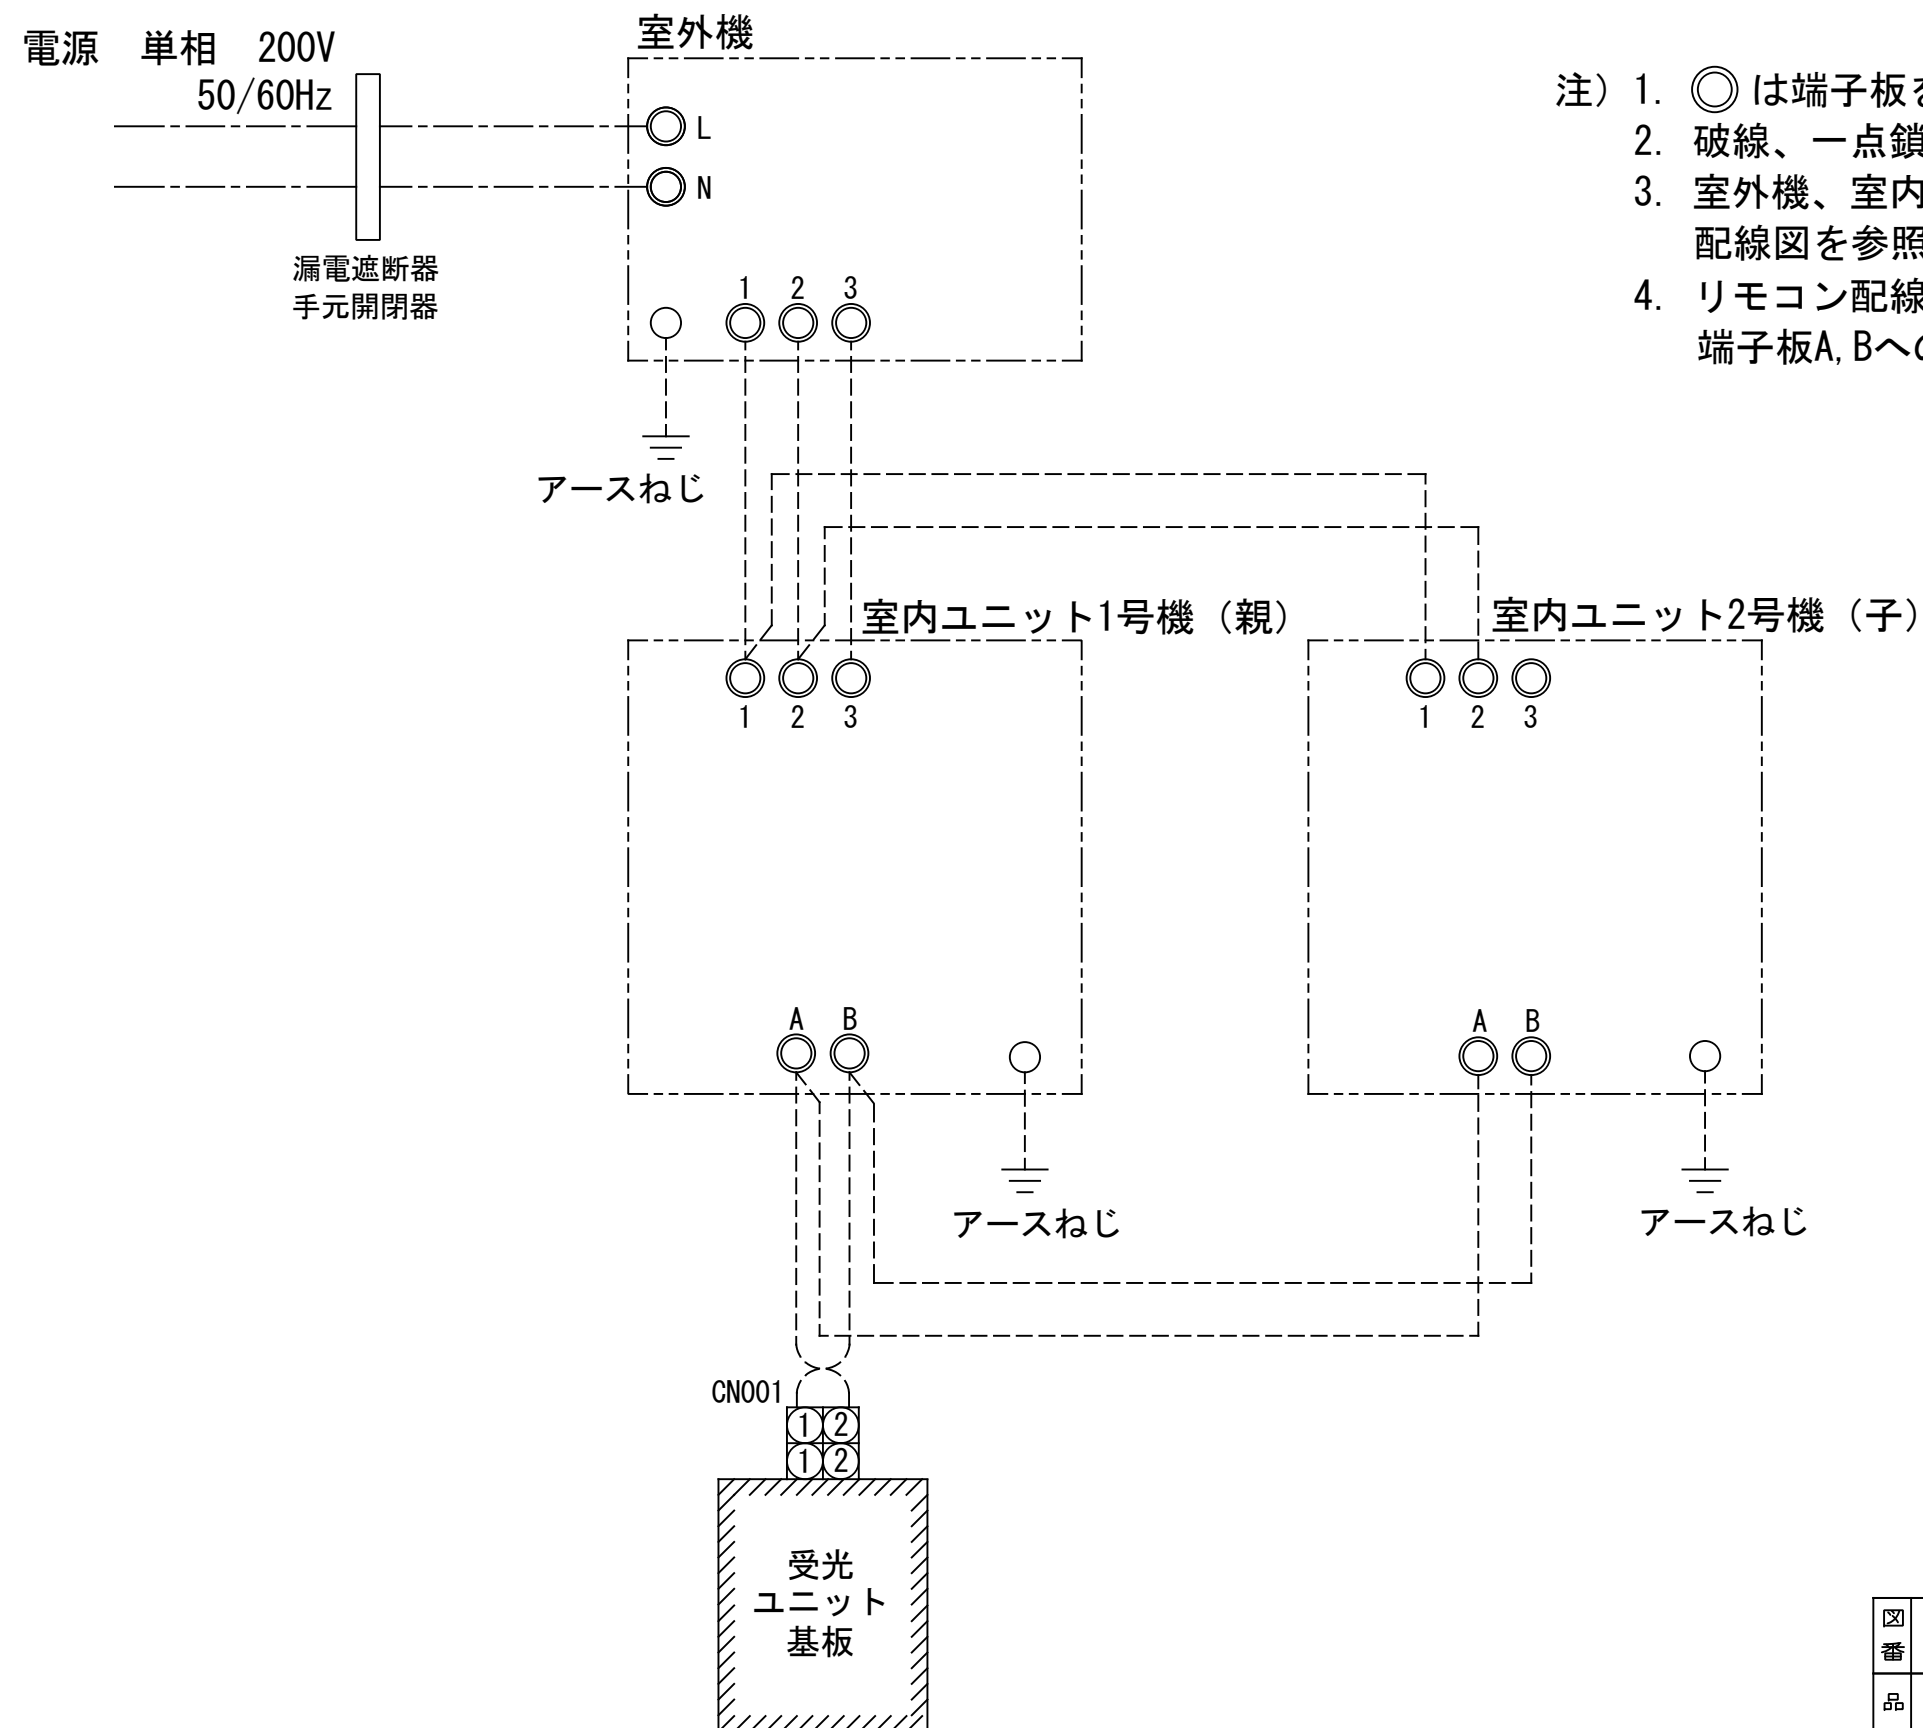 電源 単相 200V
50/60Hz
漏電遮断器
手元開閉器
室外機
L
N
1 2 3
アースねじ
注) 1. ◎ は端子板
2. 破線、一点鎖
3. 室外機、室内
配線図を参照
4. リモコン配線
端子板A,Bへの
室内ユニット1号機(親)
1 2 3
A B
アースねじ
室内ユニット2号機(子)
1 2 3
A B
アースねじ
CN001
1 2
1 2
受光
ユニット
基板
図
番
品